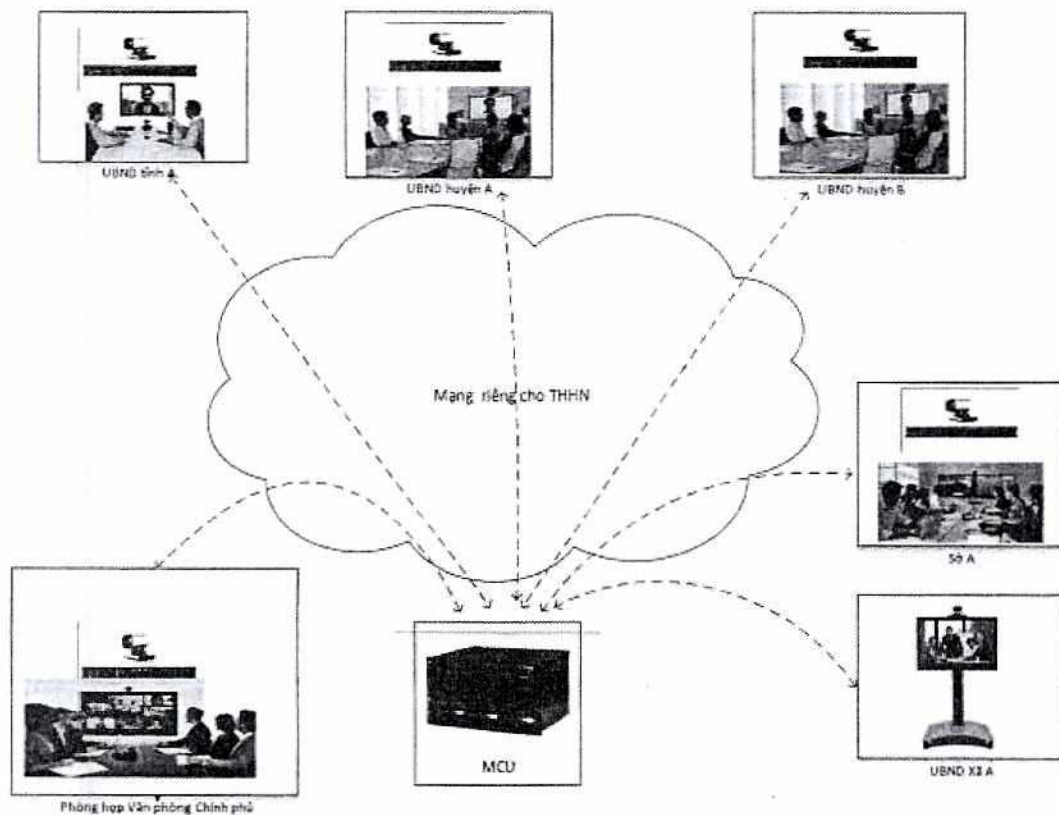 UBND tỉnh A
UBND huyện A
UBND huyện B
Mạng riêng cho THHN
Sở A
MCU
UBND Xã A
Phòng họp Văn phòng Chính phủ